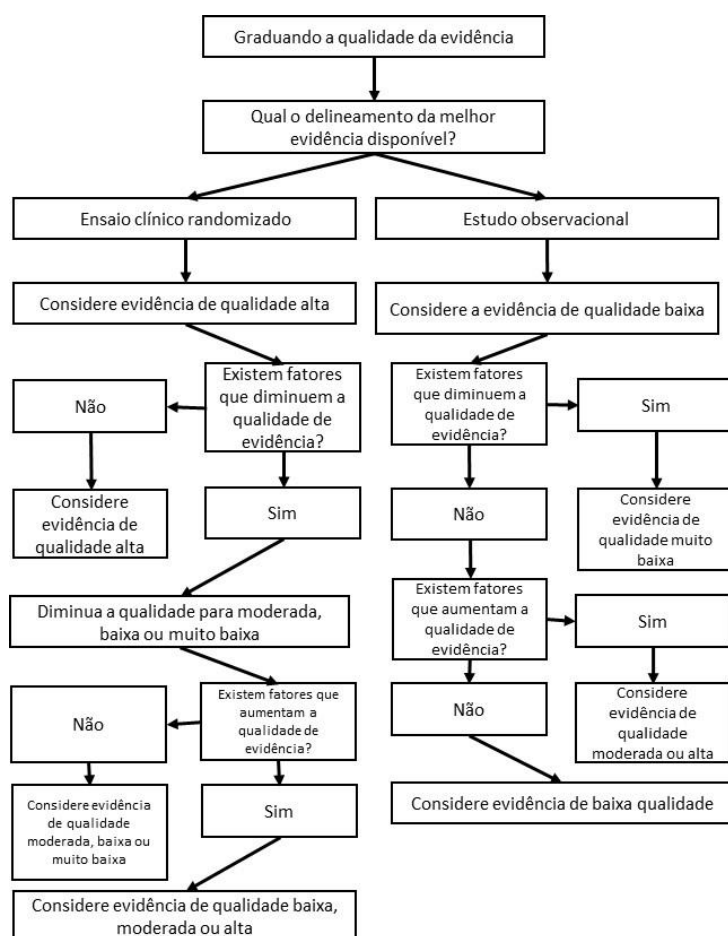 Graduando a qualidade da evidência
Qual o delineamento da melhor
evidência disponível?
Ensaio clínico randomizado
Estudo observacional
Considere evidência de qualidade alta
Considere a evidência de qualidade baixa
Não
Existem fatores
que diminuem a
qualidade de
evidência?
Existem fatores
que diminuem a
qualidade de
evidência?
Sim
Considere
evidência de
qualidade alta
Sim
Não
Considere
evidência de
qualidade muito
baixa
Diminua a qualidade para moderada,
baixa ou muito baixa
Existem fatores
que aumentam a
qualidade de
evidência?
Sim
Não
Existem fatores que
aumentam a
qualidade de
evidência?
Não
Considere
evidência de
qualidade
moderada ou alta
Considere evidência
de qualidade
moderada, baixa ou
muito baixa
Sim
Considere evidência de baixa qualidade
Considere evidência de qualidade baixa,
moderada ou alta